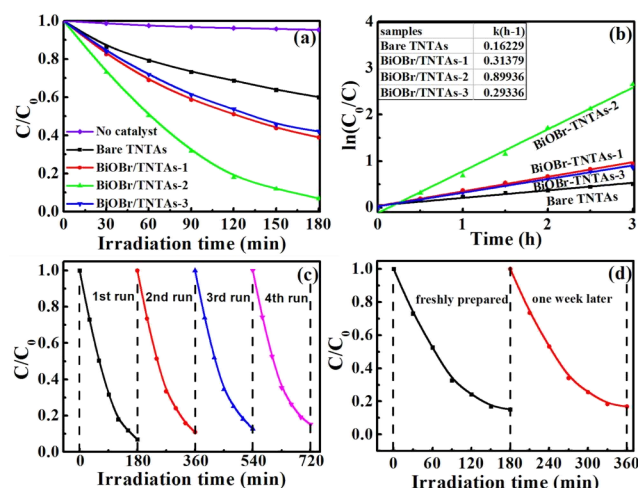 (a)
C/C0
1.0
0.8
0.6
0.4
0.2
0.0
No catalyst
Bare TNTAs
BiOBr/TNTAs-1
BiOBr/TNTAs-2
BiOBr/TNTAs-3
0 30 60 90 120 150 180
Irradiation time (min)
(b)
samples k(h-1)
Bare TNTAs 0.16229
BiOBr/TNTAs-1 0.31379
BiOBr/TNTAs-2 0.89936
BiOBr/TNTAs-3 0.29336
ln(C0/C)
4
3
2
1
0
BiOBr-TNTAs-2
BiOBr-TNTAs-1
BiOBr-TNTAs-3
Bare TNTAs
0 1 2 3
Time (h)
(c)
C/C0
1.0
0.8
0.6
0.4
0.2
0.0
1st run 2nd run 3rd run 4th run
0 180 360 540 720
Irradiation time (min)
(d)
C/C0
1.0
0.8
0.6
0.4
0.2
0.0
freshly prepared one week later
0 60 120 180 240 300 360
Irradiation time (min)